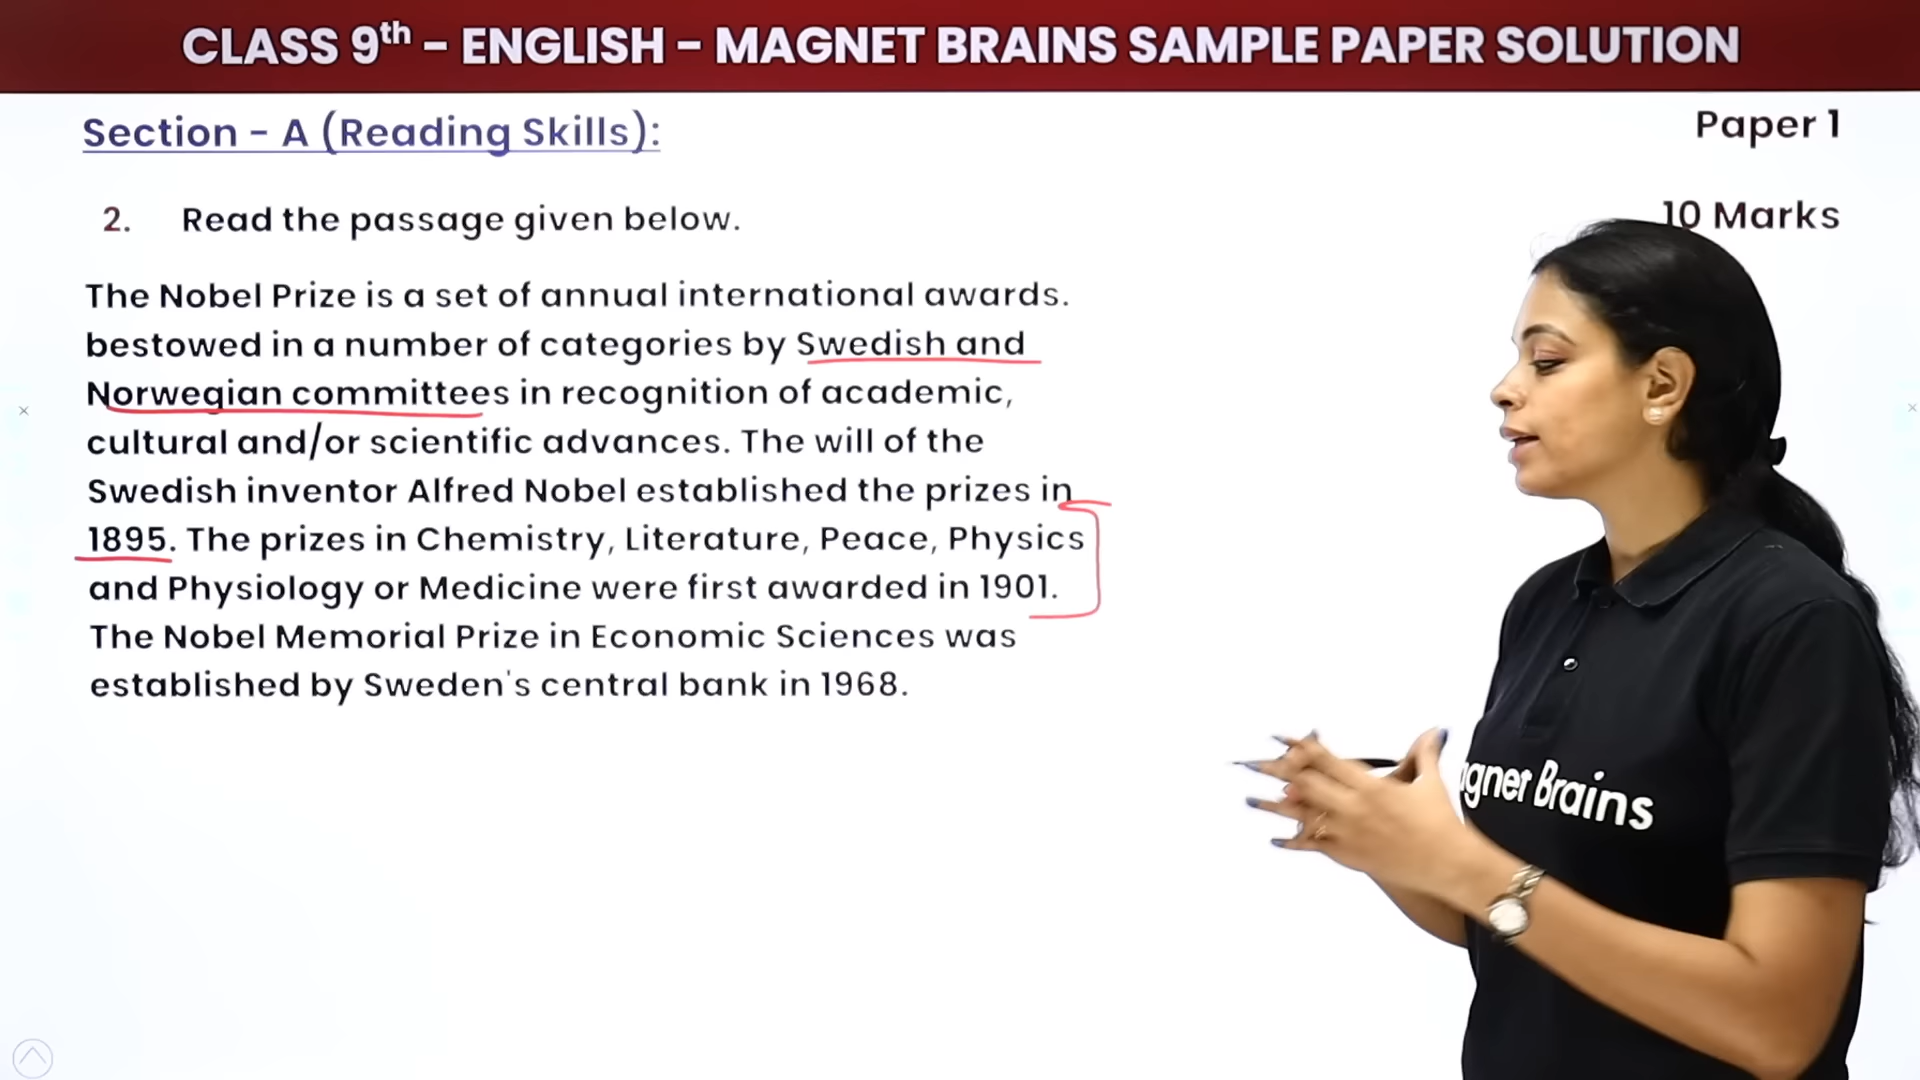 CLASS 9th – ENGLISH – MAGNET BRAINS SAMPLE PAPER SOLUTION
Section - A (Reading Skills):
Paper 1
2. Read the passage given below.
10 Marks
The Nobel Prize is a set of annual international awards.
bestowed in a number of categories by Swedish and
Norwegian committees in recognition of academic,
cultural and/or scientific advances. The will of the
Swedish inventor Alfred Nobel established the prizes in
1895. The prizes in Chemistry, Literature, Peace, Physics
and Physiology or Medicine were first awarded in 1901.
The Nobel Memorial Prize in Economic Sciences was
established by Sweden's central bank in 1968.
gnet Brains